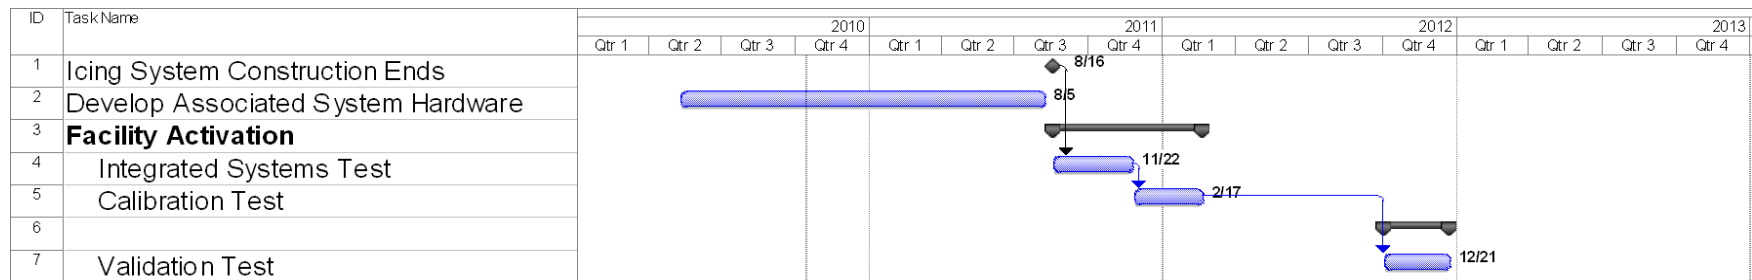 ID Task Name
2010 2011 2012 2013
Qtr 1 Qtr 2 Qtr 3 Qtr 4 Qtr 1 Qtr 2 Qtr 3 Qtr 4 Qtr 1 Qtr 2 Qtr 3 Qtr 4 Qtr 1 Qtr 2 Qtr 3 Qtr 4
1 Icing System Construction Ends 8/16
2 Develop Associated System Hardware 8/5
3 Facility Activation
4 Integrated Systems Test 11/22
5 Calibration Test 2/17
6
7 Validation Test 12/21